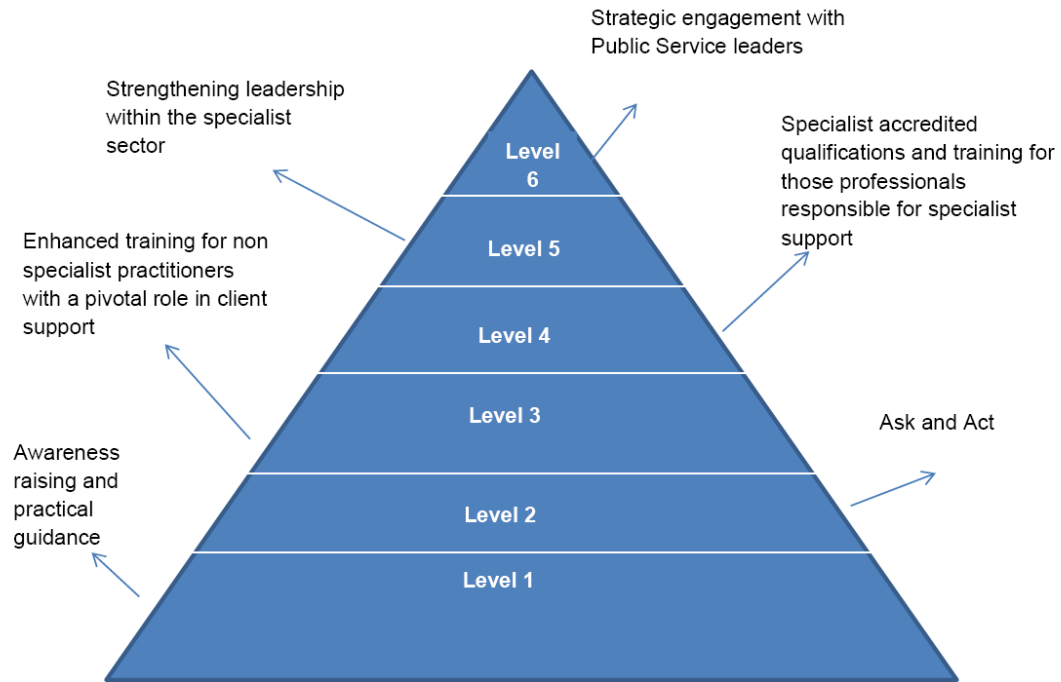 Strategic engagement with
Public Service leaders
Strengthening leadership
within the specialist
sector
Specialist accredited
qualifications and training for
those professionals
responsible for specialist
support
Level
6
Enhanced training for non
specialist practitioners
with a pivotal role in client
support
Level 5
Level 4
Level 3
Ask and Act
Awareness
raising and
practical
guidance
Level 2
Level 1